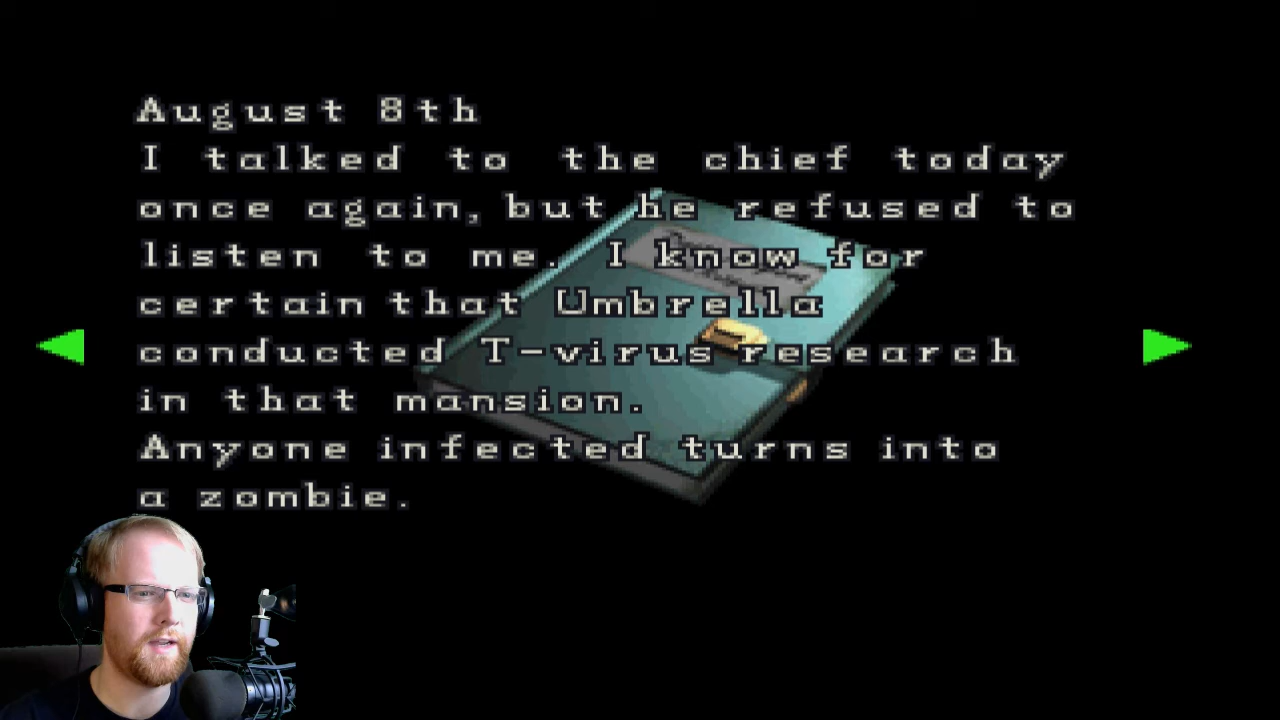 August 8th
I talked to the chief today
once again, but he refused to
listen to me. I know for
certain that Umbrella
conducted T-virus research
in that mansion.
Anyone infected turns into
a zombie.